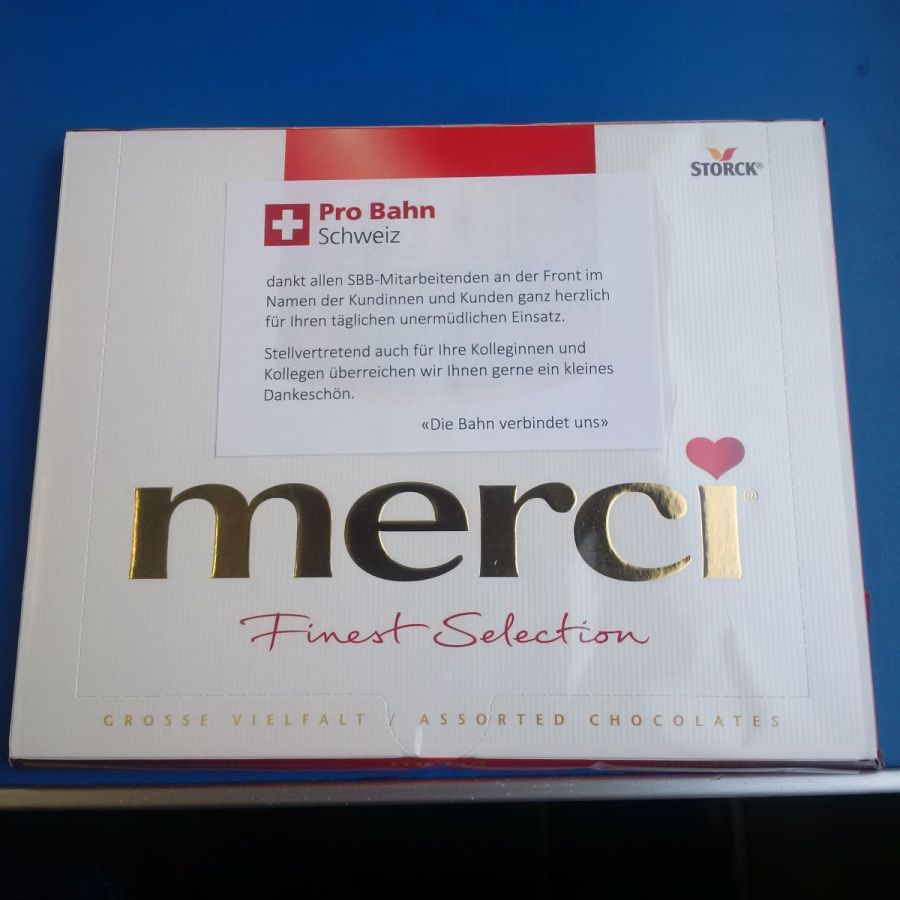 STORCK®
Pro Bahn
Schweiz
dankt allen SBB-Mitarbeitenden an der Front im
Namen der Kundinnen und Kunden ganz herzlich
für Ihren täglichen unermüdlichen Einsatz.
Stellvertretend auch für Ihre Kolleginnen und
Kollegen überreichen wir Ihnen gerne ein kleines
Dankeschön.
«Die Bahn verbindet uns»
merci®
Finest Selection
GROSSE VIELFALT / ASSORTED CHOCOLATES